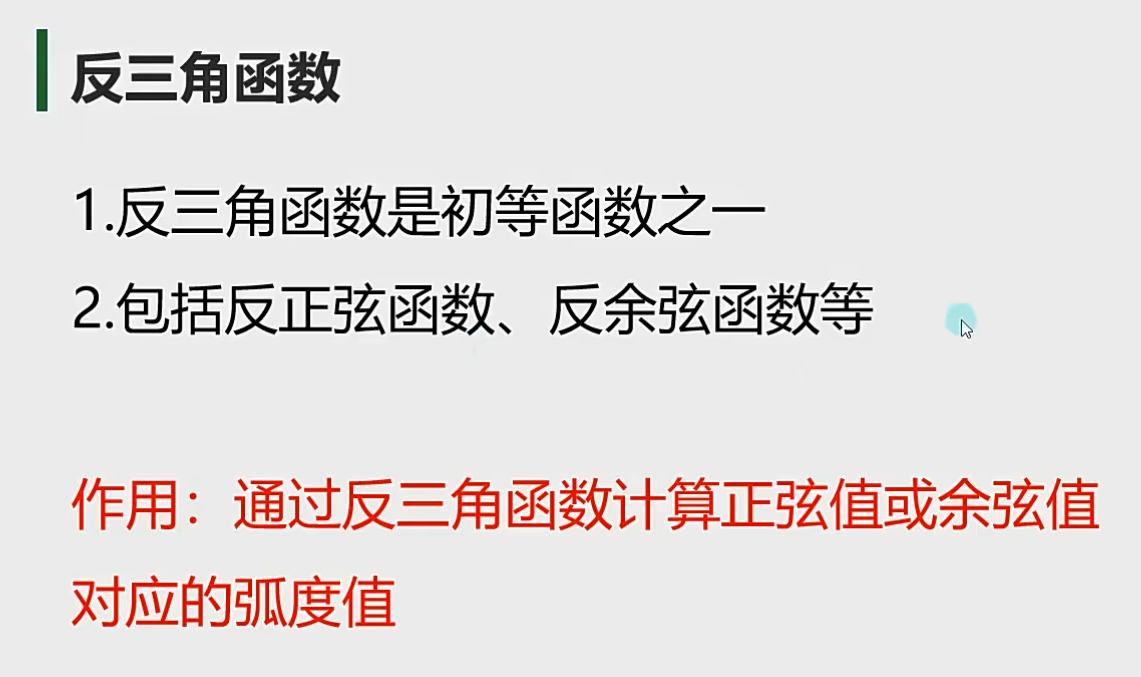 反三角函数
1.反三角函数是初等函数之一
2.包括反正弦函数、反余弦函数等
作用：通过反三角函数计算正弦值或余弦值
对应的弧度值